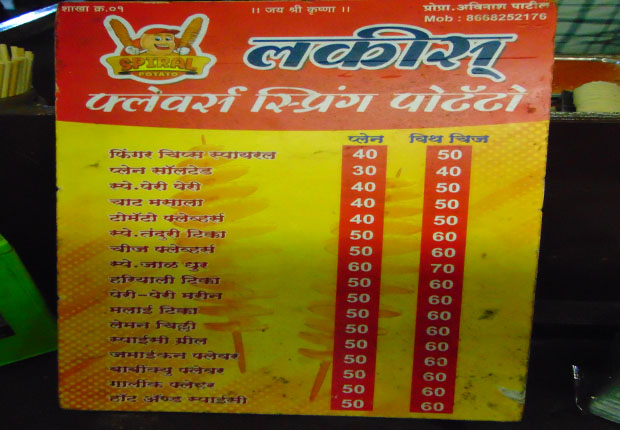 शाखा क्र.०१
।। जय श्री कृष्णा ।।
प्रोप्रा.अविनाश पाटील
Mob : 8668252176
SPIRAL
POTATO
लकीस्
फ्लेवर्स स्प्रिंग पोटॅटो
प्लेन विथ चिज
फिंगर चिप्स स्पायरल 40 50
प्लेन सॉलटेड 30 40
स्पे.पेरी पेरी 40 50
चाट मसाला 40 50
टोमॅटो फ्लेव्हर्स 40 50
स्पे.तंदुरी टिका 50 60
चीज फ्लेव्हर्स 50 60
स्पे.जाळ धुर 60 70
हरियाली टिका 50 60
पेरी-पेरी मरीन 50 60
मलाई टिका 50 60
लेमन चिल्ली 50 60
स्पाईसी ग्रील 50 60
जमाईकन फ्लेवर 50 60
बाबीक्यु फ्लेवर 50 60
गार्लीक फ्लेवर 50 60
हॉट अॅण्ड स्पाईसी 50 60